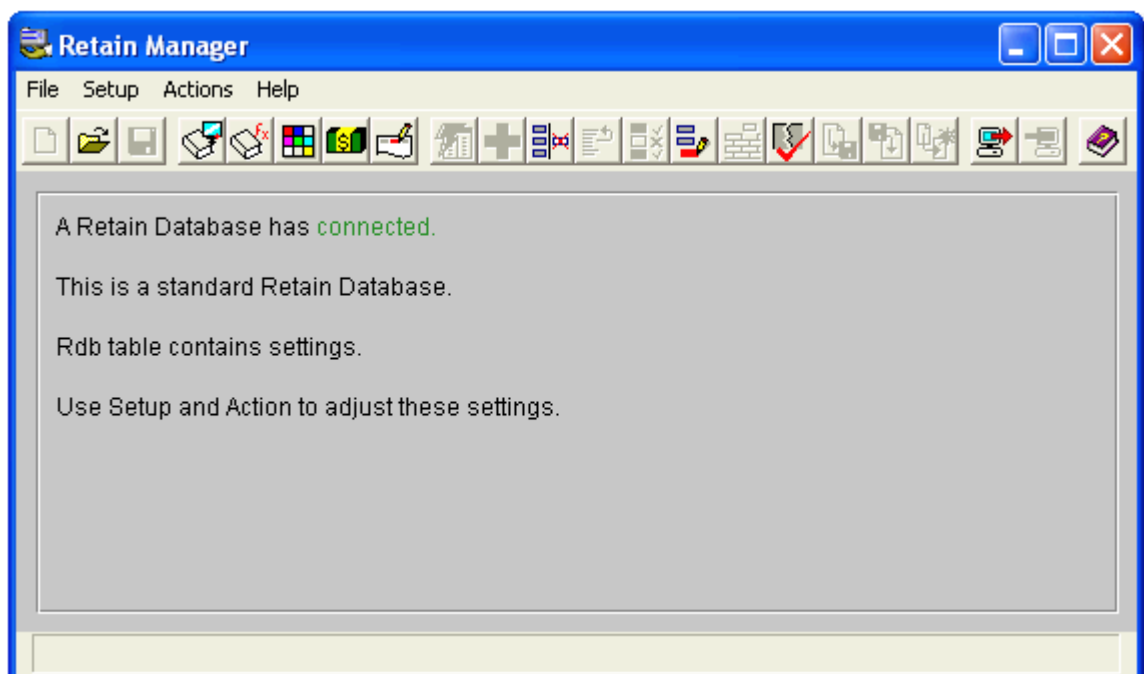 Retain Manager
File Setup Actions Help
A Retain Database has connected.
This is a standard Retain Database.
Rdb table contains settings.
Use Setup and Action to adjust these settings.